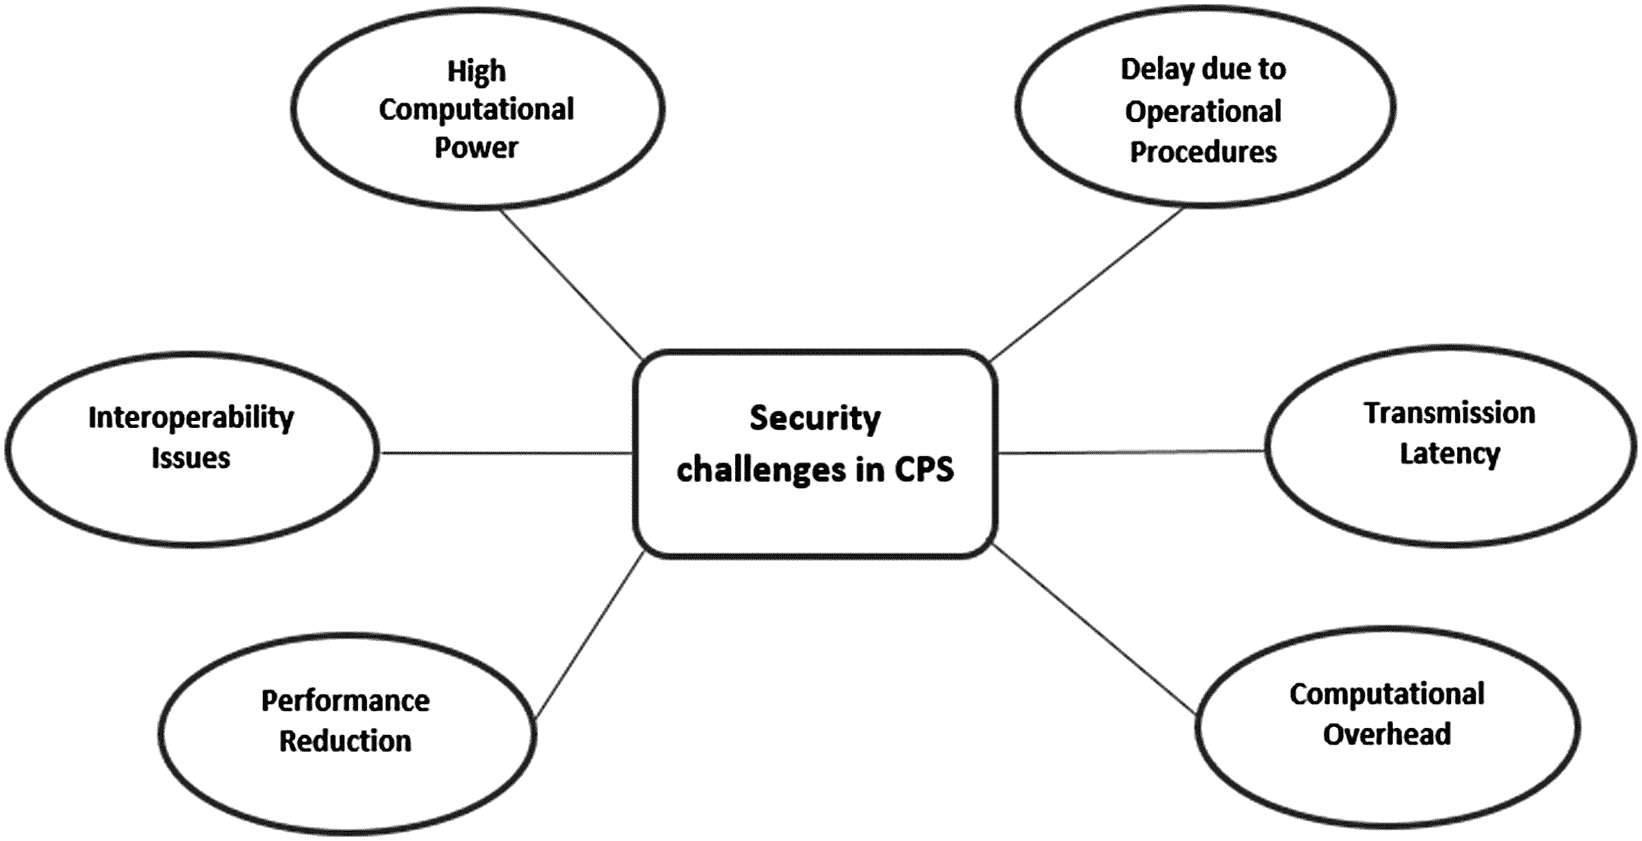 High
Computational
Power
Delay due to
Operational
Procedures
Interoperability
Issues
Security
challenges in CPS
Transmission
Latency
Performance
Reduction
Computational
Overhead